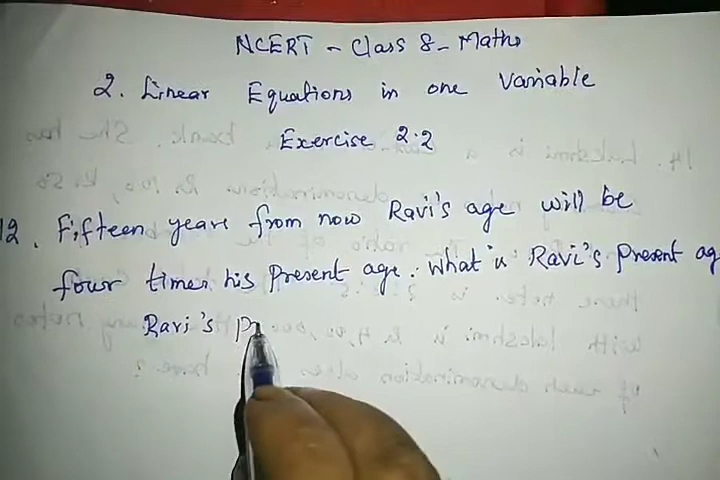 NCERT - Class 8 - Maths
2. Linear Equations in one Variable
Exercise 2.2
12. Fifteen years from now Ravi's age will be
four times his present age. What is Ravi's Present ag
Ravi's p